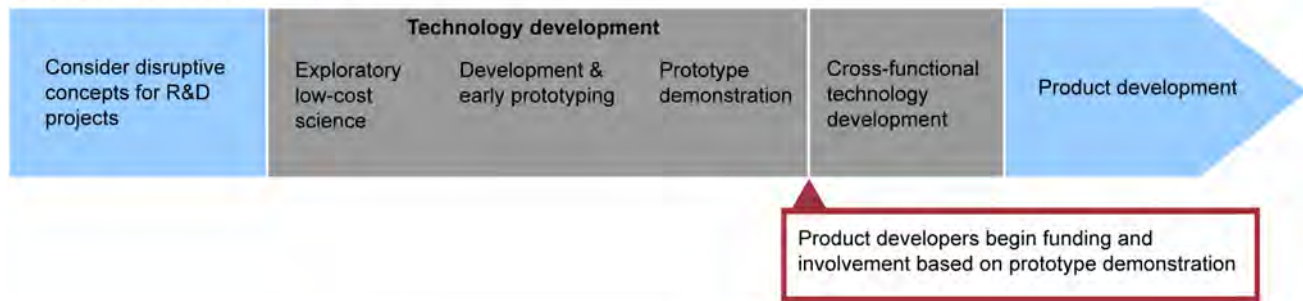 Technology development
Consider disruptive
concepts for R&D
projects
Exploratory
low-cost
science
Development &
early prototyping
Prototype
demonstration
Cross-functional
technology
development
Product development
Product developers begin funding and
involvement based on prototype demonstration